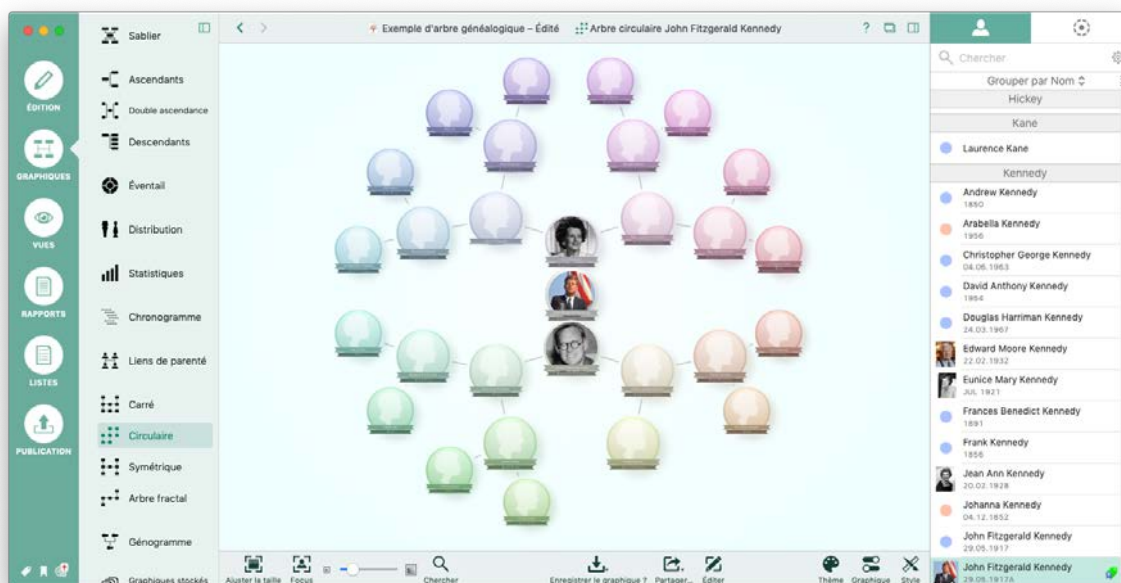 Exemple d'arbre généalogique – Édité
Arbre circulaire John Fitzgerald Kennedy
?
ÉDITION
GRAPHIQUES
VUES
RAPPORTS
LISTES
PUBLICATION
Sablier
Ascendants
Double ascendance
Descendants
Éventail
Distribution
Statistiques
Chronogramme
Liens de parenté
Carré
Circulaire
Symétrique
Arbre fractal
Génogramme
Graphiques stockés
Ajuster la taille
Focus
Chercher
Enregistrer le graphique ?
Partager...
Éditer
Thème
Graphique
Style
Chercher
Grouper par Nom
Hickey
Kane
Laurence Kane
Kennedy
Andrew Kennedy
1850
Arabella Kennedy
1956
Christopher George Kennedy
04.06.1963
David Anthony Kennedy
1954
Douglas Harriman Kennedy
24.03.1967
Edward Moore Kennedy
22.02.1932
Eunice Mary Kennedy
JUL 1921
Frances Benedict Kennedy
1891
Frank Kennedy
1856
Jean Ann Kennedy
20.02.1928
Johanna Kennedy
04.12.1852
John Fitzgerald Kennedy
29.05.1917
John Fitzgerald Kennedy
29.05.1917A